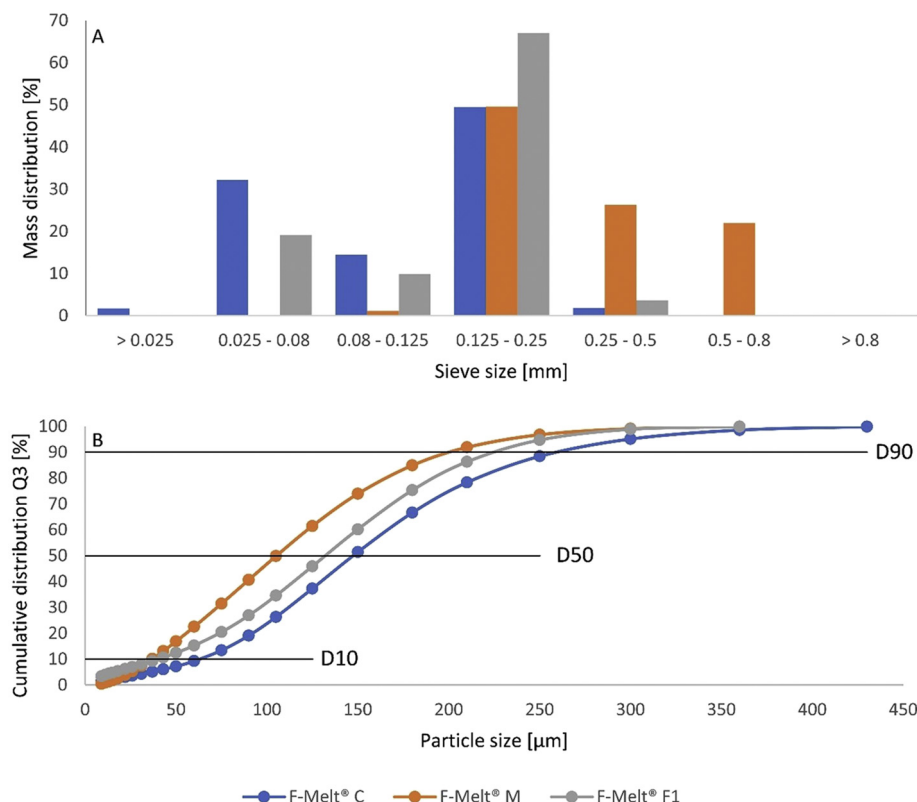 A
Mass distribution [%]
70
60
50
40
30
20
10
0
> 0.025 0.025 - 0.08 0.08 - 0.125 0.125 - 0.25 0.25 - 0.5 0.5 - 0.8 > 0.8
Sieve size [mm]
B
Cumulative distribution Q3 [%]
100
90
80
70
60
50
40
30
20
10
0
D90
D50
D10
0 50 100 150 200 250 300 350 400 450
Particle size [µm]
F-Melt® C F-Melt® M F-Melt® F1